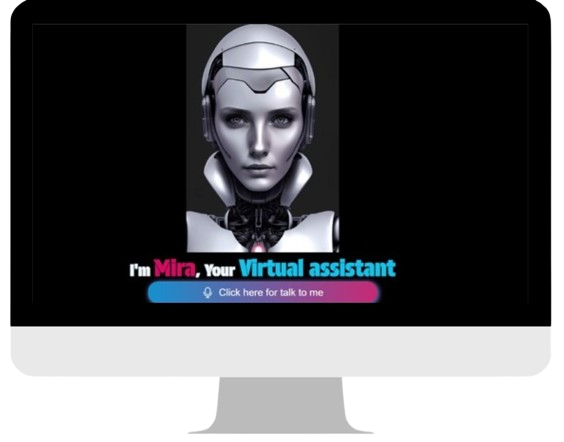 I'm Mira, Your Virtual assistant
Click here for talk to me